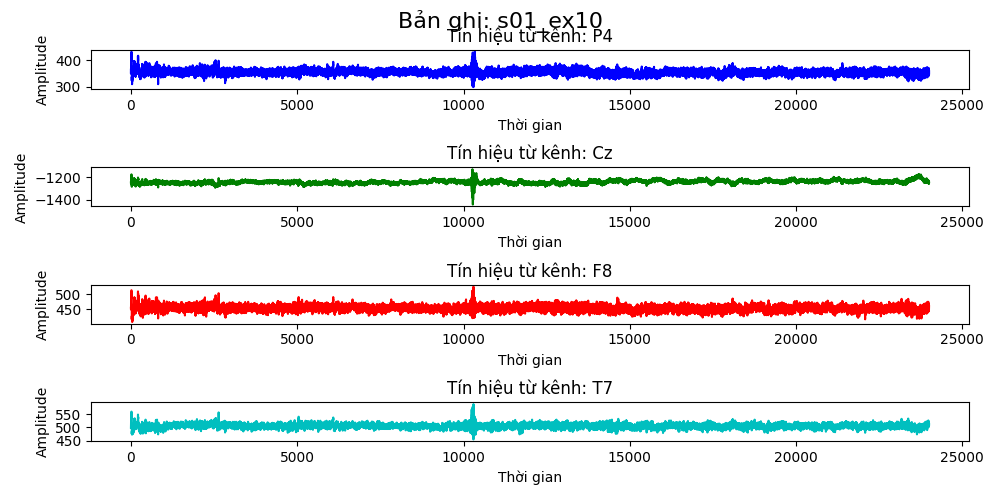 Bản ghi: s01_ex10
Tín hiệu từ kênh: P4
Amplitude
400
300
0 5000 10000 15000 20000 25000
Thời gian
Tín hiệu từ kênh: Cz
Amplitude
−1200
−1400
0 5000 10000 15000 20000 25000
Thời gian
Tín hiệu từ kênh: F8
Amplitude
500
450
0 5000 10000 15000 20000 25000
Thời gian
Tín hiệu từ kênh: T7
Amplitude
550
500
450
0 5000 10000 15000 20000 25000
Thời gian